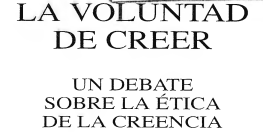 LA VOLUNTAD
DE CREER
UN DEBATE
SOBRE LA ÉTICA
DE LA CREENCIA